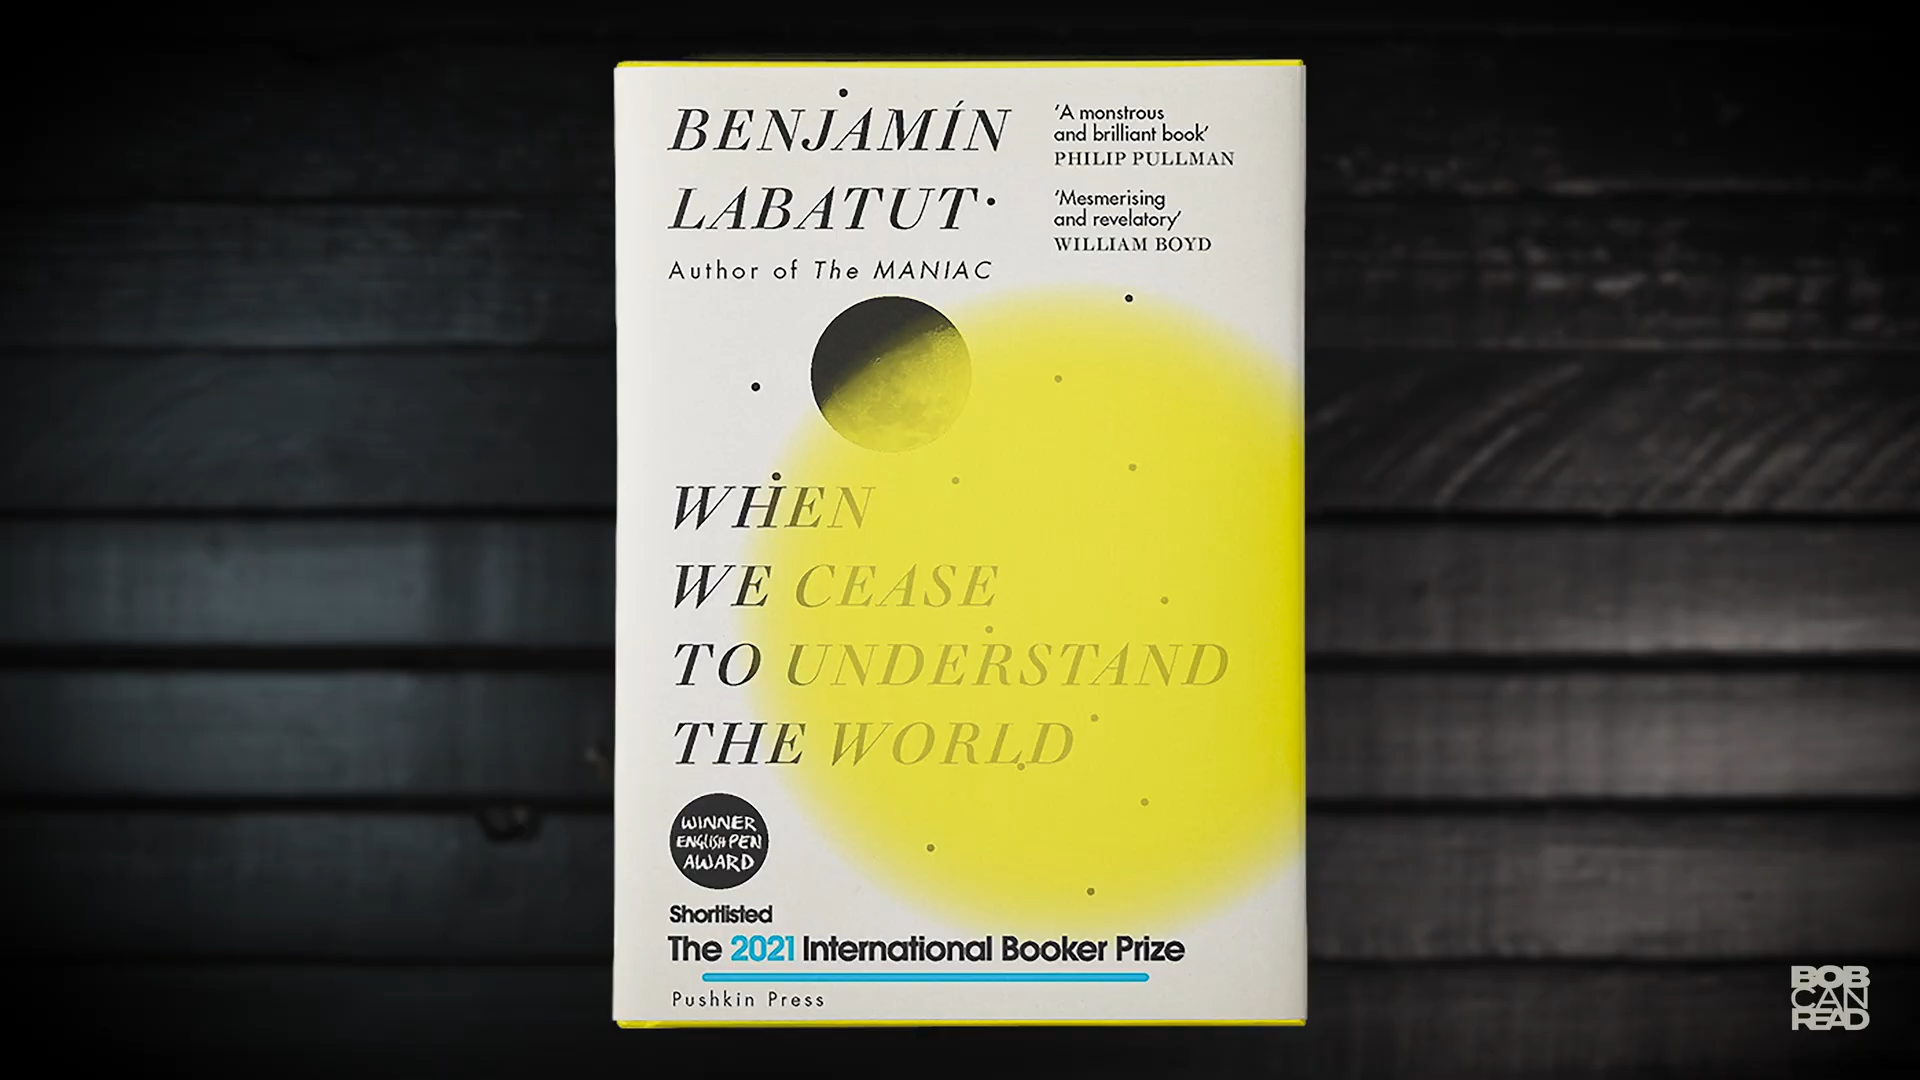 BENJAMÍN
LABATUT
Author of The MANIAC
‘A monstrous
and brilliant book’
PHILIP PULLMAN
‘Mesmerising
and revelatory’
WILLIAM BOYD
WHEN
WE CEASE
TO UNDERSTAND
THE WORLD
WINNER
ENGLISH PEN
AWARD
Shortlisted
The 2021 International Booker Prize
Pushkin Press
BOB
CAN
READ